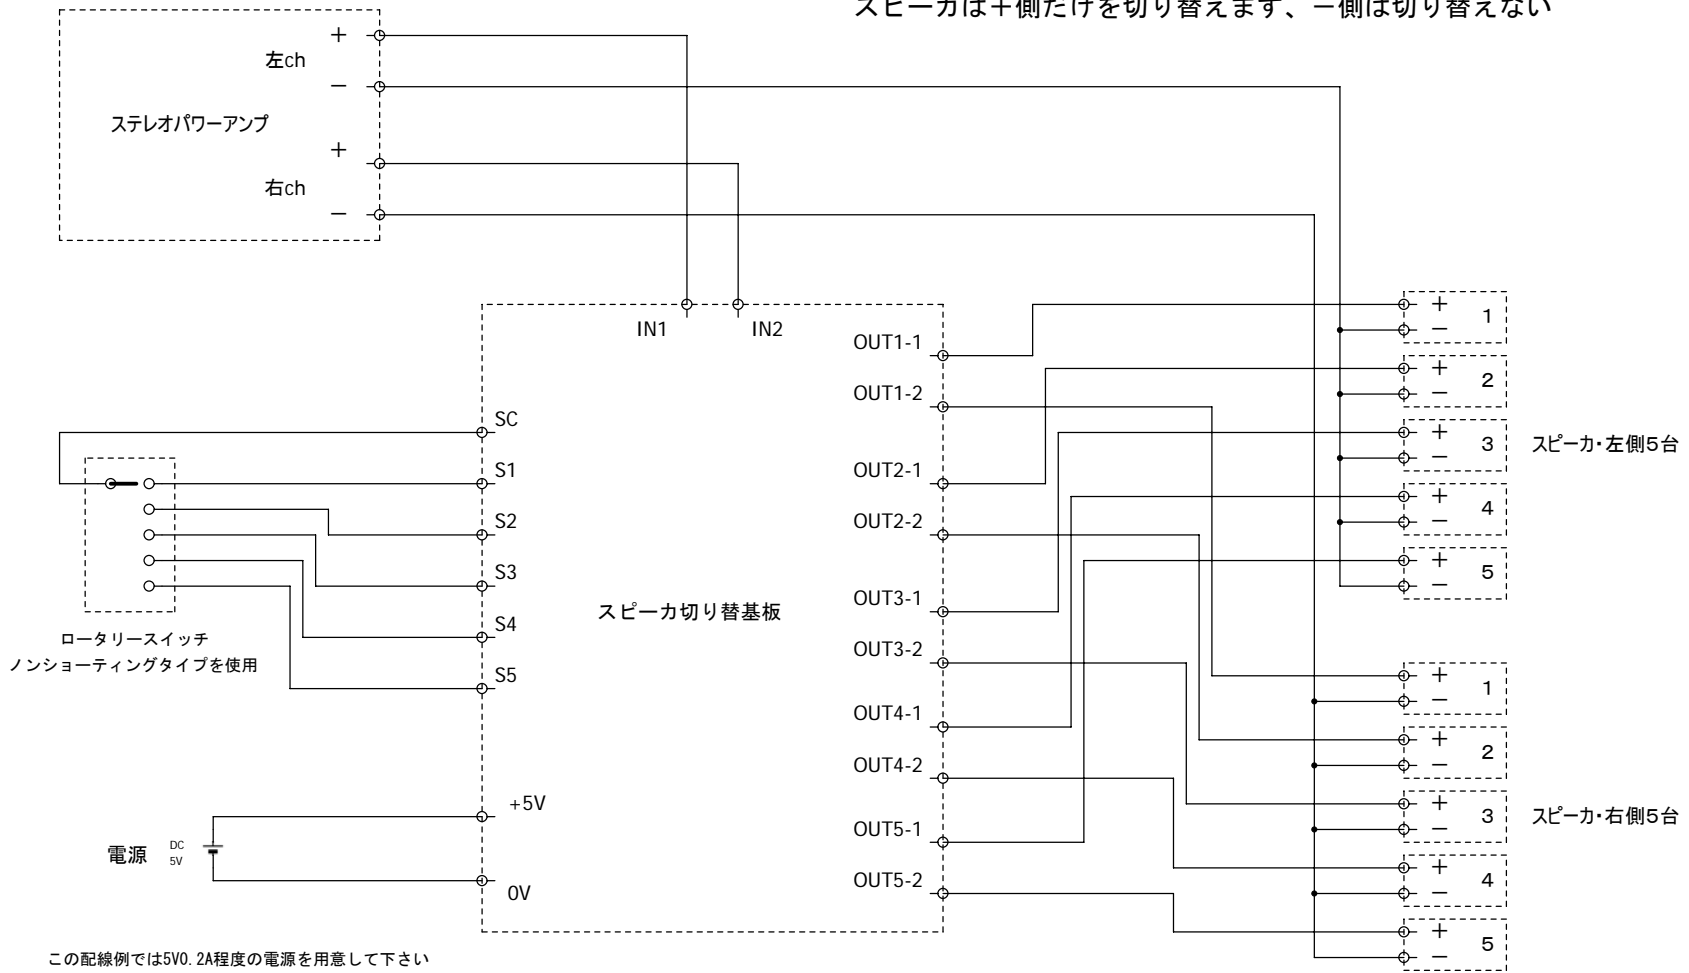 スピーカは＋側だけを切り替えます、－側は切り替えない
+
左ch
−
ステレオパワーアンプ
+
右ch
−
IN1
IN2
SC
S1
S2
S3
S4
S5
+5V
0V
スピーカ切り替基板
OUT1-1
OUT1-2
OUT2-1
OUT2-2
OUT3-1
OUT3-2
OUT4-1
OUT4-2
OUT5-1
OUT5-2
ロータリースイッチ
ノンショーティングタイプを使用
電源
DC
5V
+
−
1
+
−
2
+
−
3
+
−
4
+
−
5
スピーカ・左側5台
+
−
1
+
−
2
+
−
3
+
−
4
+
−
5
スピーカ・右側5台
この配線例では5V0.2A程度の電源を用意して下さい